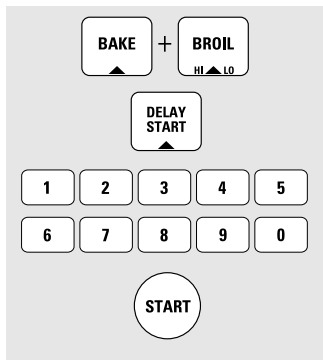 BAKE + BROIL
HI LO
DELAY
START
1 2 3 4 5
6 7 8 9 0
START